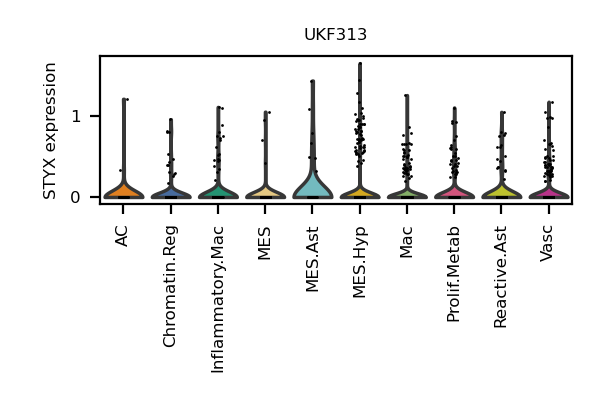 UKF313
STYX expression
1
0
AC
Chromatin.Reg
Inflammatory.Mac
MES
MES.Ast
MES.Hyp
Mac
Prolif.Metab
Reactive.Ast
Vasc